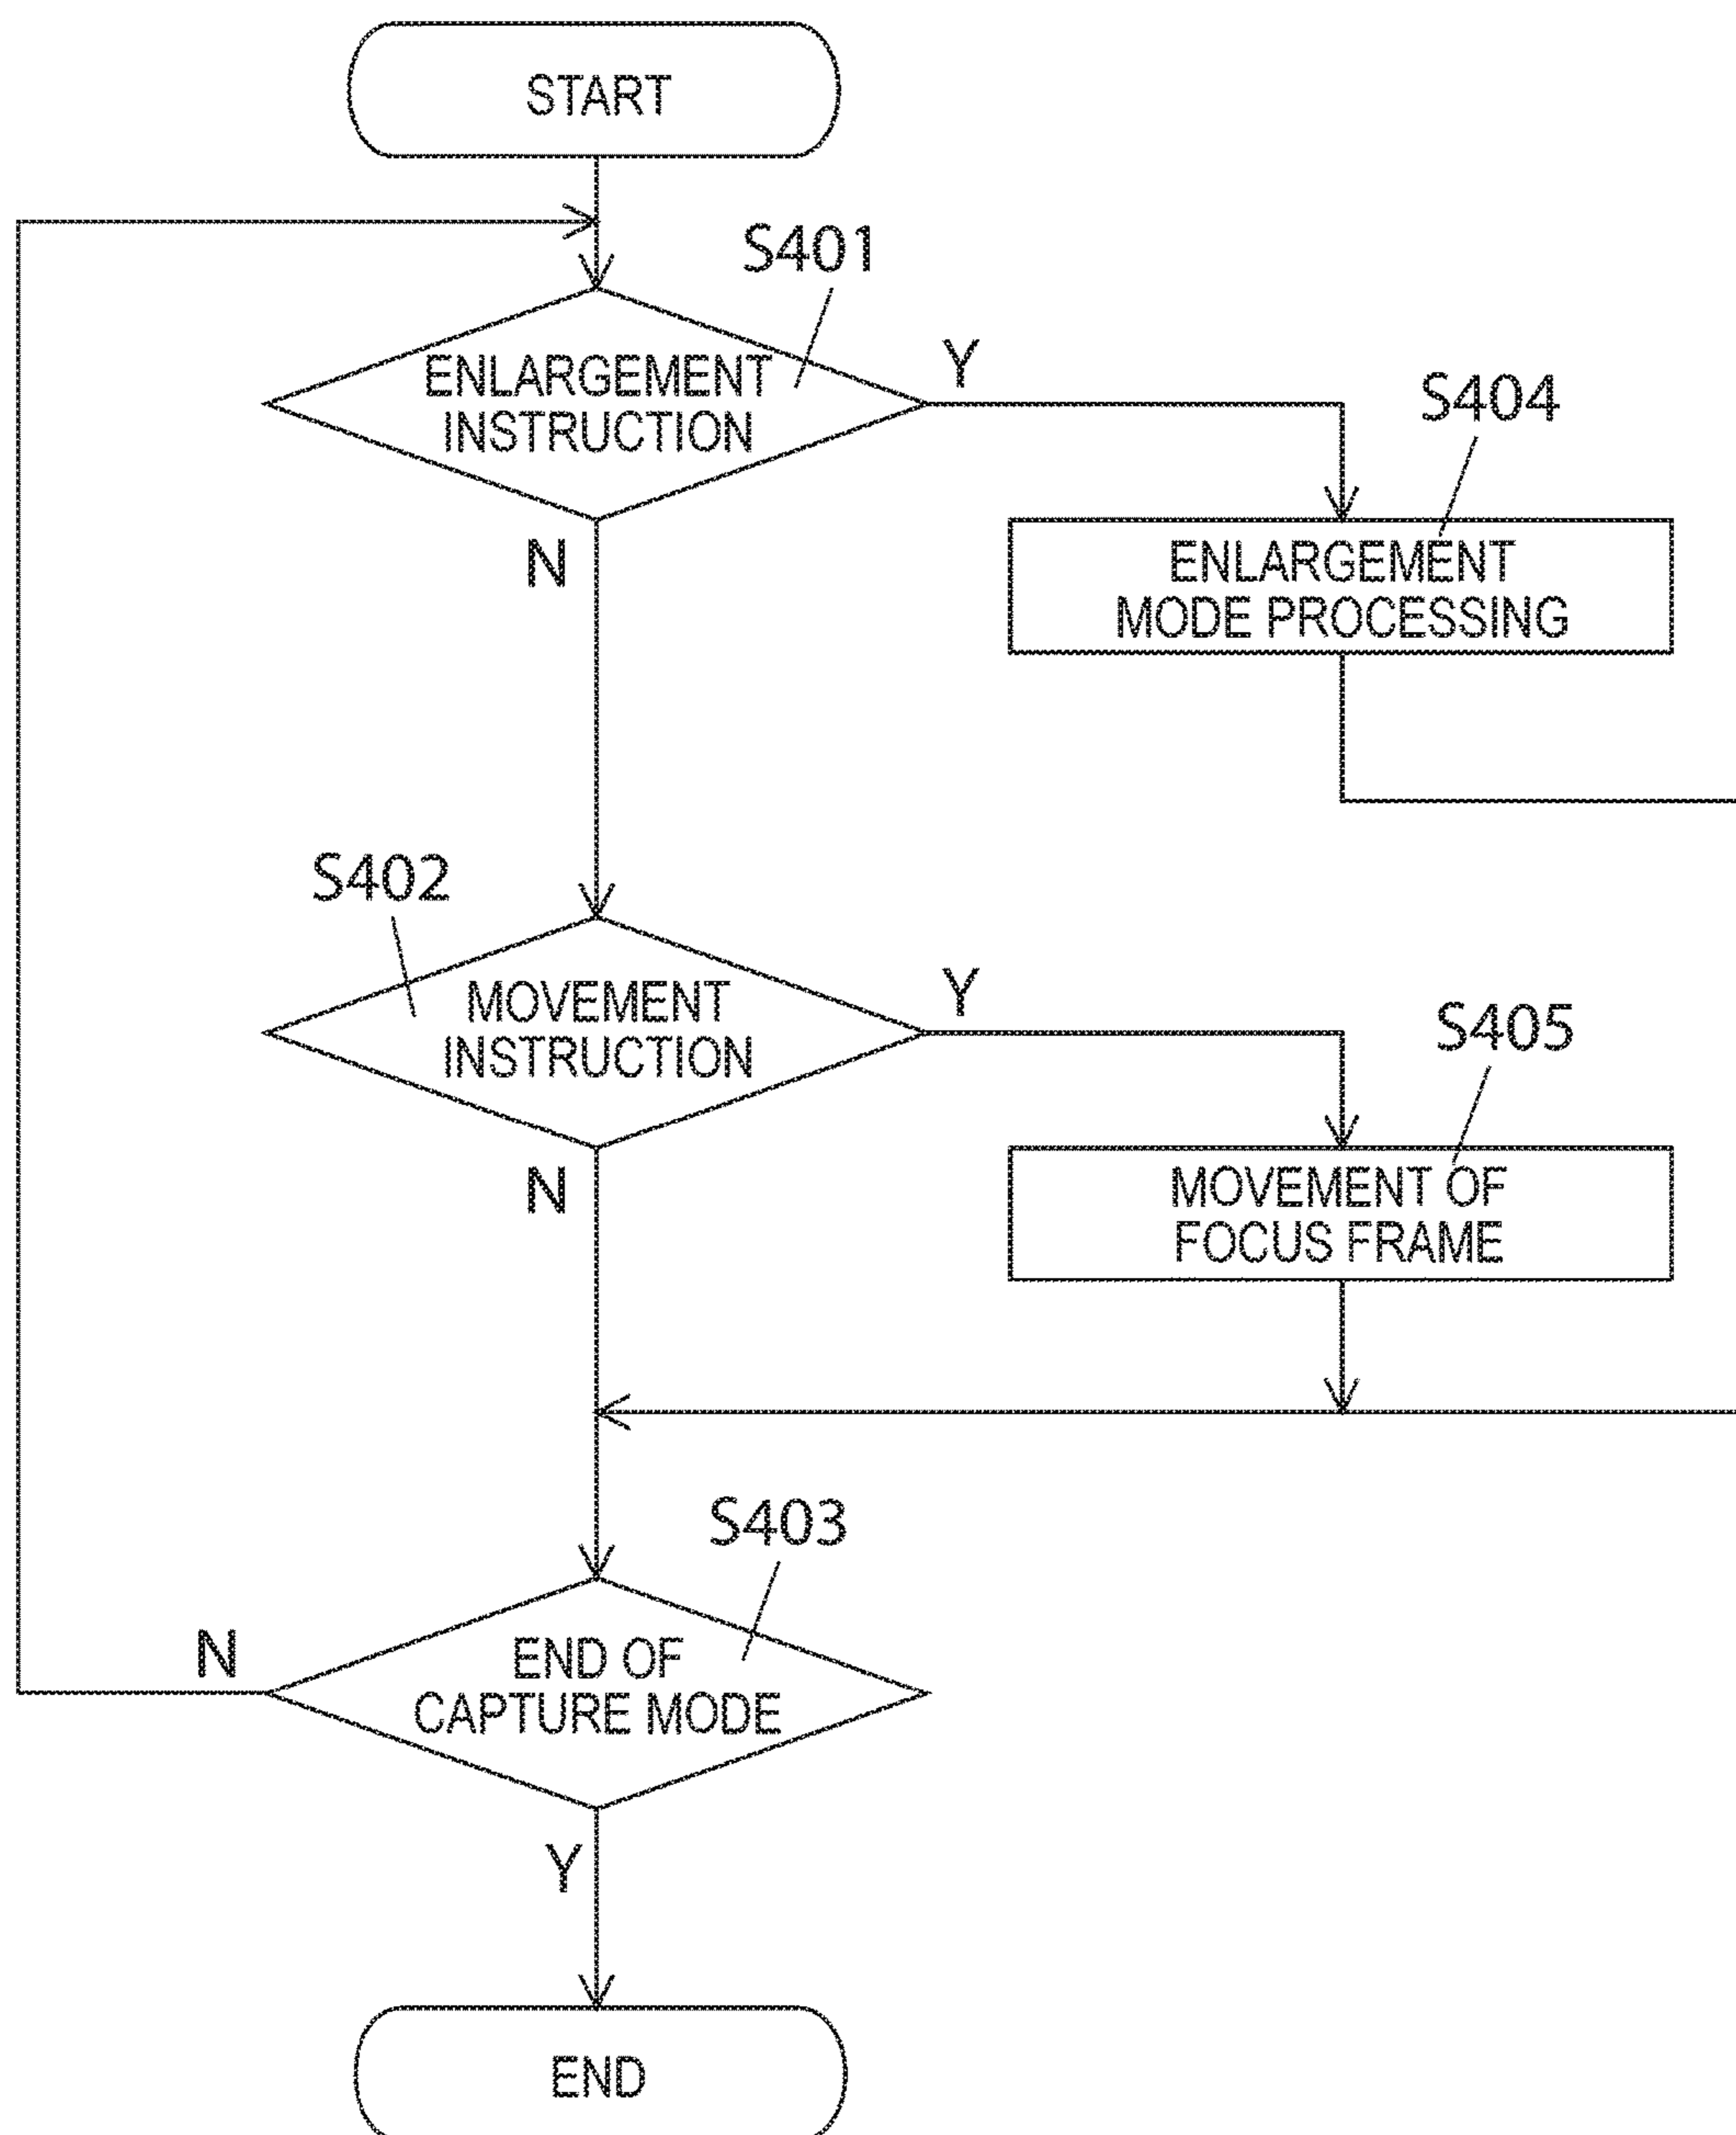 START
S401
ENLARGEMENT
INSTRUCTION
Y
N
S404
ENLARGEMENT
MODE PROCESSING
S402
MOVEMENT
INSTRUCTION
Y
N
S405
MOVEMENT OF
FOCUS FRAME
S403
END OF
CAPTURE MODE
N
Y
END